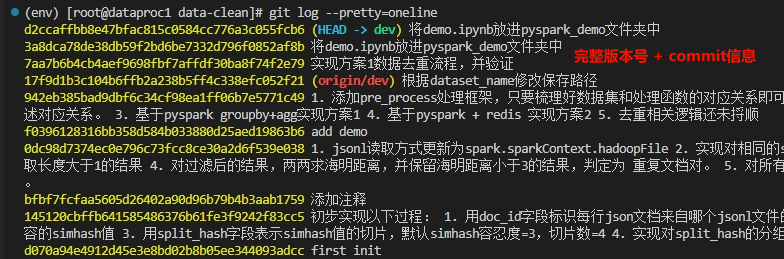 (env) [root@dataproc1 data-clean]# git log --pretty=oneline
d2ccaffbb8e47bfac815c0584cc776a3c055fcb6 (HEAD -> dev) 将demo.ipynb放进pyspark_demo文件夹中
3a8dca78de38db59f2bd6be7332d796f0852af8b 将demo.ipynb放进pyspark_demo文件夹中
7aa7b6b4cb4aef9698fbf7affdf30ba8f74f2e79 实现方案1数据去重流程，并验证
完整版本号 + commit信息
17f9d1b3c104b6ffb2a238b5ff4c338efc052f21 (origin/dev) 根据dataset_name修改保存路径
942eb385bad9dbf6c34cf98ea1ff06b7e5771c49 1. 添加pre_process处理框架，只要梳理好数据集和处理函数的对应关系即可
述对应关系。 3. 基于pyspark groupby+agg实现方案1 4. 基于pyspark + redis 实现方案2 5. 去重相关逻辑还未捋顺
f0396128316bb358d584b033880d25aed19863b6 add demo
0dc98d7374ec0e796c73fcc8ce30a2d6f539e038 1. jsonl读取方式更新为spark.sparkContext.hadoopFile 2. 实现对相同的s
取长度大于1的结果 4. 对过滤后的结果，两两求海明距离，并保留海明距离小于3的结果，判定为 重复文档对。 5. 对所有
。
bfbf7fcfaa5605d26402a90d96b79b4b3aab1759 添加注释
145120cbffb641585486376b61fe3f9242f83cc5 初步实现以下过程： 1. 用doc_id字段标识每行json文档来自哪个jsonl文件的
容的simhash值 3. 用split_hash字段表示simhash值的切片，默认simhash容忍度=3，切片数=4 4. 实现对split_hash的分组
d070a94e4912d45e3e8bd02b8b05ee344093adcc first init